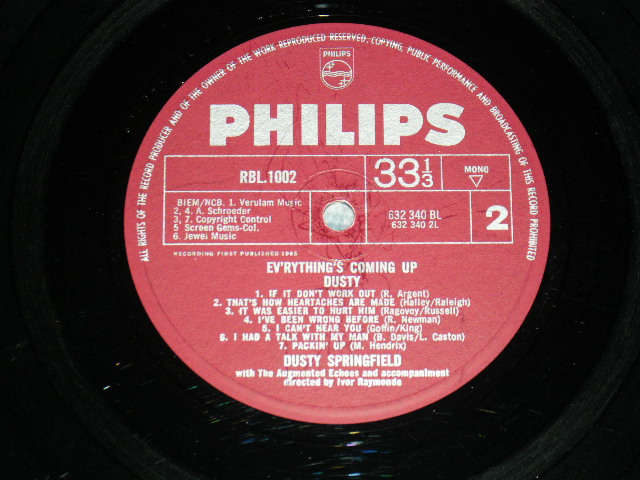 ALL RIGHTS OF THE RECORD PRODUCER AND OF THE OWNER OF THE WORK REPRODUCED RESERVED. COPYING, PUBLIC PERFORMANCE AND BROADCASTING OF THIS RECORD PROHIBITED
PHILIPS
PHILIPS
RBL.1002
33 1/3
MONO
BIEM/NCB. 1. Verulam Music
2, 4. A. Schroeder
3, 7. Copyright Control
5 Screen Gems-Col.
6. Jewel Music
632 340 BL
632 340 2L
2
RECORDING FIRST PUBLISHED 1965
EV'RYTHING'S COMING UP
DUSTY
1. IF IT DON'T WORK OUT (R. Argent)
2. THAT'S HOW HEARTACHES ARE MADE (Halley/Raleigh)
3. IT WAS EASIER TO HURT HIM (Ragovoy/Russell)
4. I'VE BEEN WRONG BEFORE (R. Newman)
5. I CAN'T HEAR YOU (Goffin/King)
6. I HAD A TALK WITH MY MAN (B. Davis/L. Caston)
7. PACKIN' UP (M. Hendrix)
DUSTY SPRINGFIELD
with The Augmented Echoes and accompaniment
directed by Ivor Raymonde